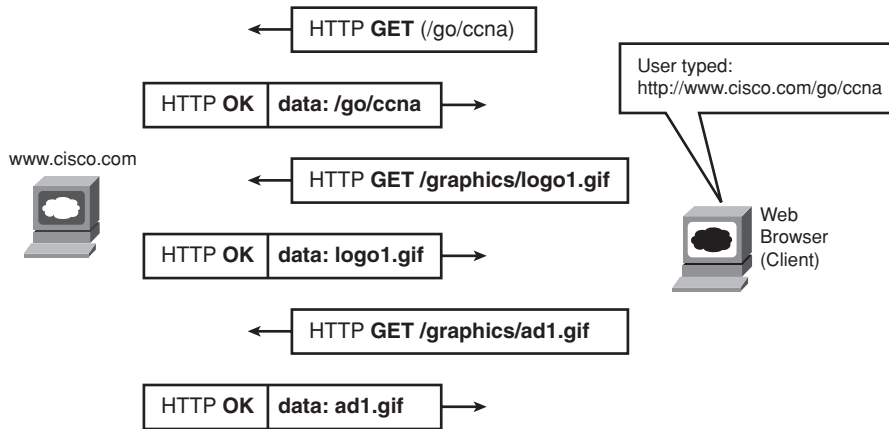 HTTP GET (/go/ccna)
User typed:
http://www.cisco.com/go/ccna
HTTP OK data: /go/ccna
www.cisco.com
HTTP GET /graphics/logo1.gif
Web
Browser
(Client)
HTTP OK data: logo1.gif
HTTP GET /graphics/ad1.gif
HTTP OK data: ad1.gif